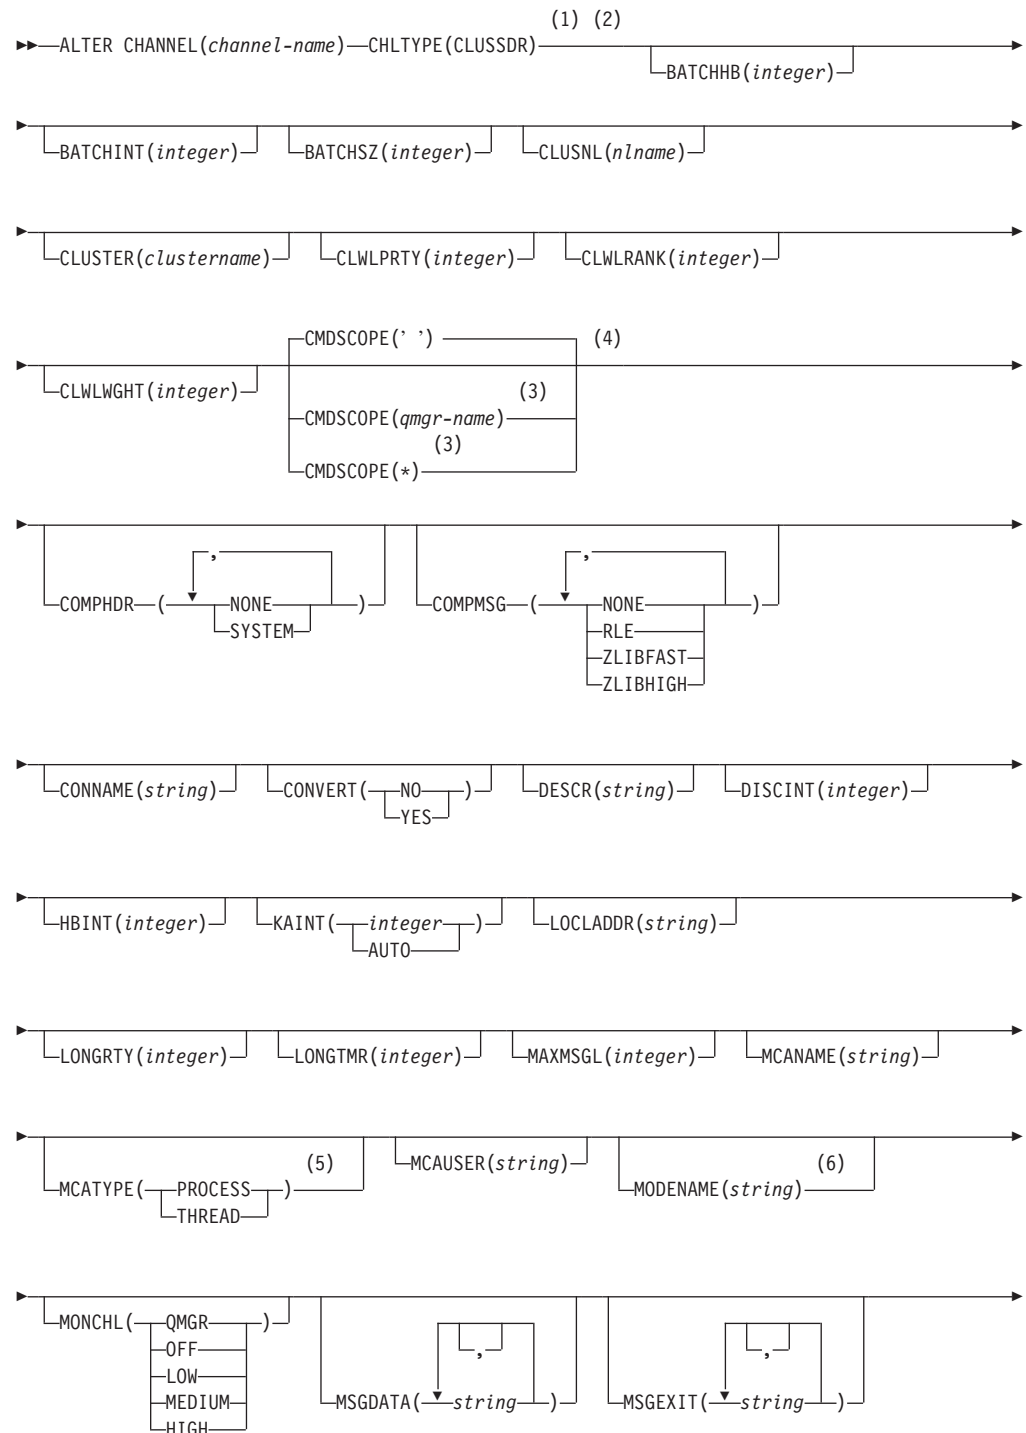 (1) (2)
ALTER CHANNEL(channel-name) CHLTYPE(CLUSSDR)
BATCHHB(integer)
BATCHINT(integer) BATCHSZ(integer) CLUSNL(nlname)
CLUSTER(clustername) CLWLPRTY(integer) CLWLRANK(integer)
CMDSCOPE(’ ’) (4)
CLWLWGHT(integer)
(3)
CMDSCOPE(qmgr-name)
(3)
CMDSCOPE(*)
, ,
COMPHDR ( NONE ) COMPMSG ( NONE )
SYSTEM RLE
ZLIBFAST
ZLIBHIGH
CONNAME(string) CONVERT( NO ) DESCR(string) DISCINT(integer)
YES
HBINT(integer) KAINT( integer ) LOCLADDR(string)
AUTO
LONGRTY(integer) LONGTMR(integer) MAXMSGL(integer) MCANAME(string)
(5) MCAUSER(string) (6)
MCATYPE( PROCESS ) MODENAME(string)
THREAD
MONCHL( QMGR )
OFF , ,
LOW
MEDIUM MSGDATA( string ) MSGEXIT( string )
HIGH